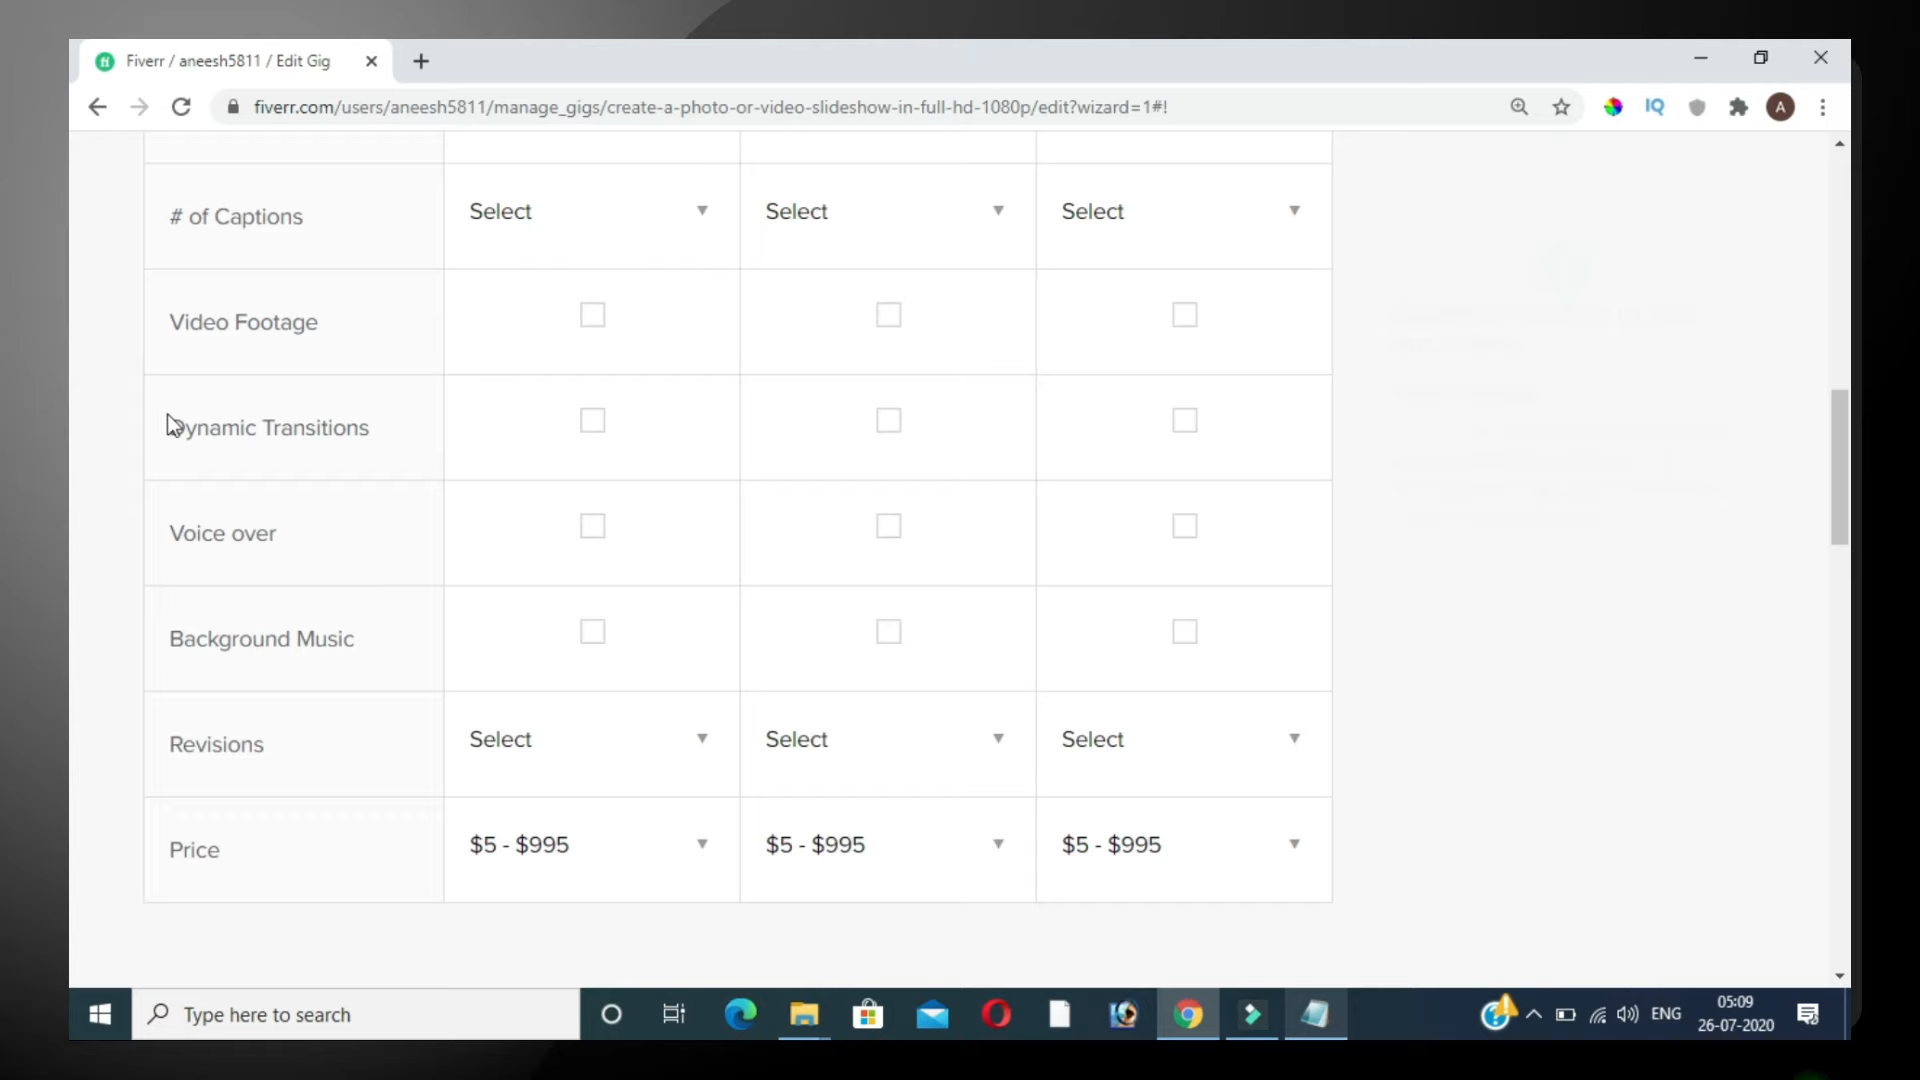 Fiverr / aneesh5811 / Edit Gig
fiverr.com/users/aneesh5811/manage_gigs/create-a-photo-or-video-slideshow-in-full-hd-1080p/edit?wizard=1#!
IQ
A
# of Captions Select Select Select
Video Footage
Dynamic Transitions
Voice over
Background Music
Revisions Select Select Select
Price $5 - $995 $5 - $995 $5 - $995
Type here to search
ENG
05:09
26-07-2020